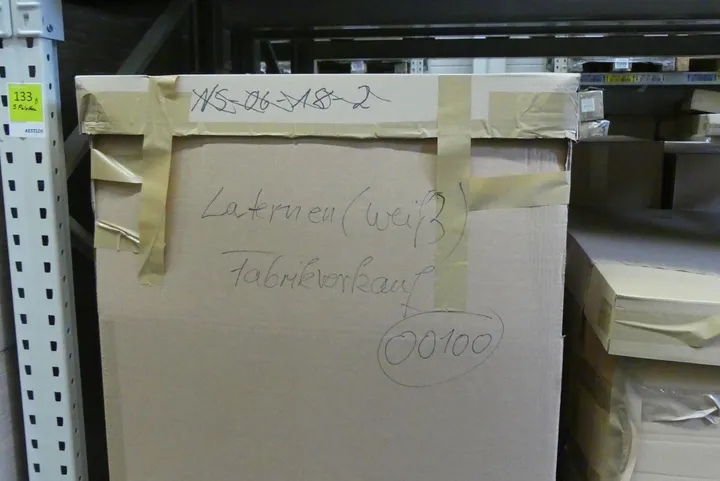 133
NS-06-18-2
Laternen (weiß)
Fabrikverkauf
00100